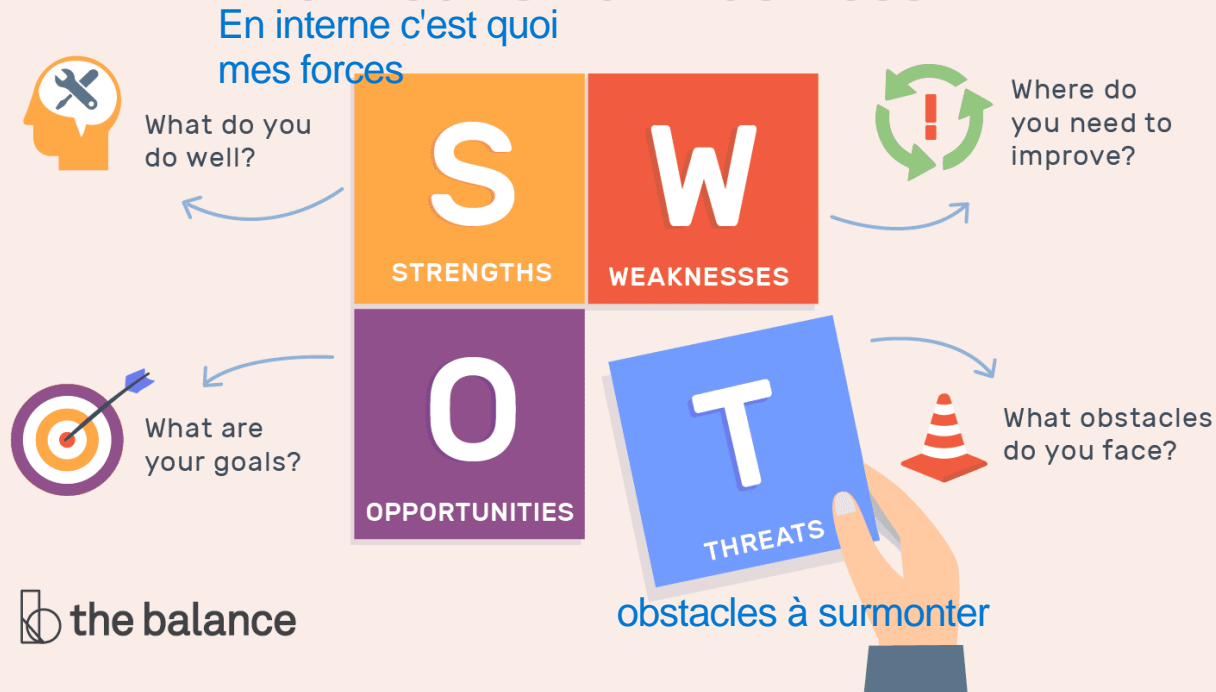 En interne c'est quoi
mes forces
What do you
do well?
S
STRENGTHS
W
WEAKNESSES
Where do
you need to
improve?
What are
your goals?
O
OPPORTUNITIES
T
THREATS
What obstacles
do you face?
the balance
obstacles à surmonter